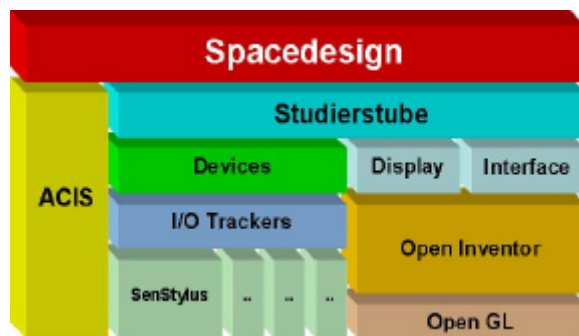 Spacedesign
Studierstube
Devices
Display
Interface
ACIS
I/O Trackers
Open Inventor
SenStylus
..
..
..
Open GL